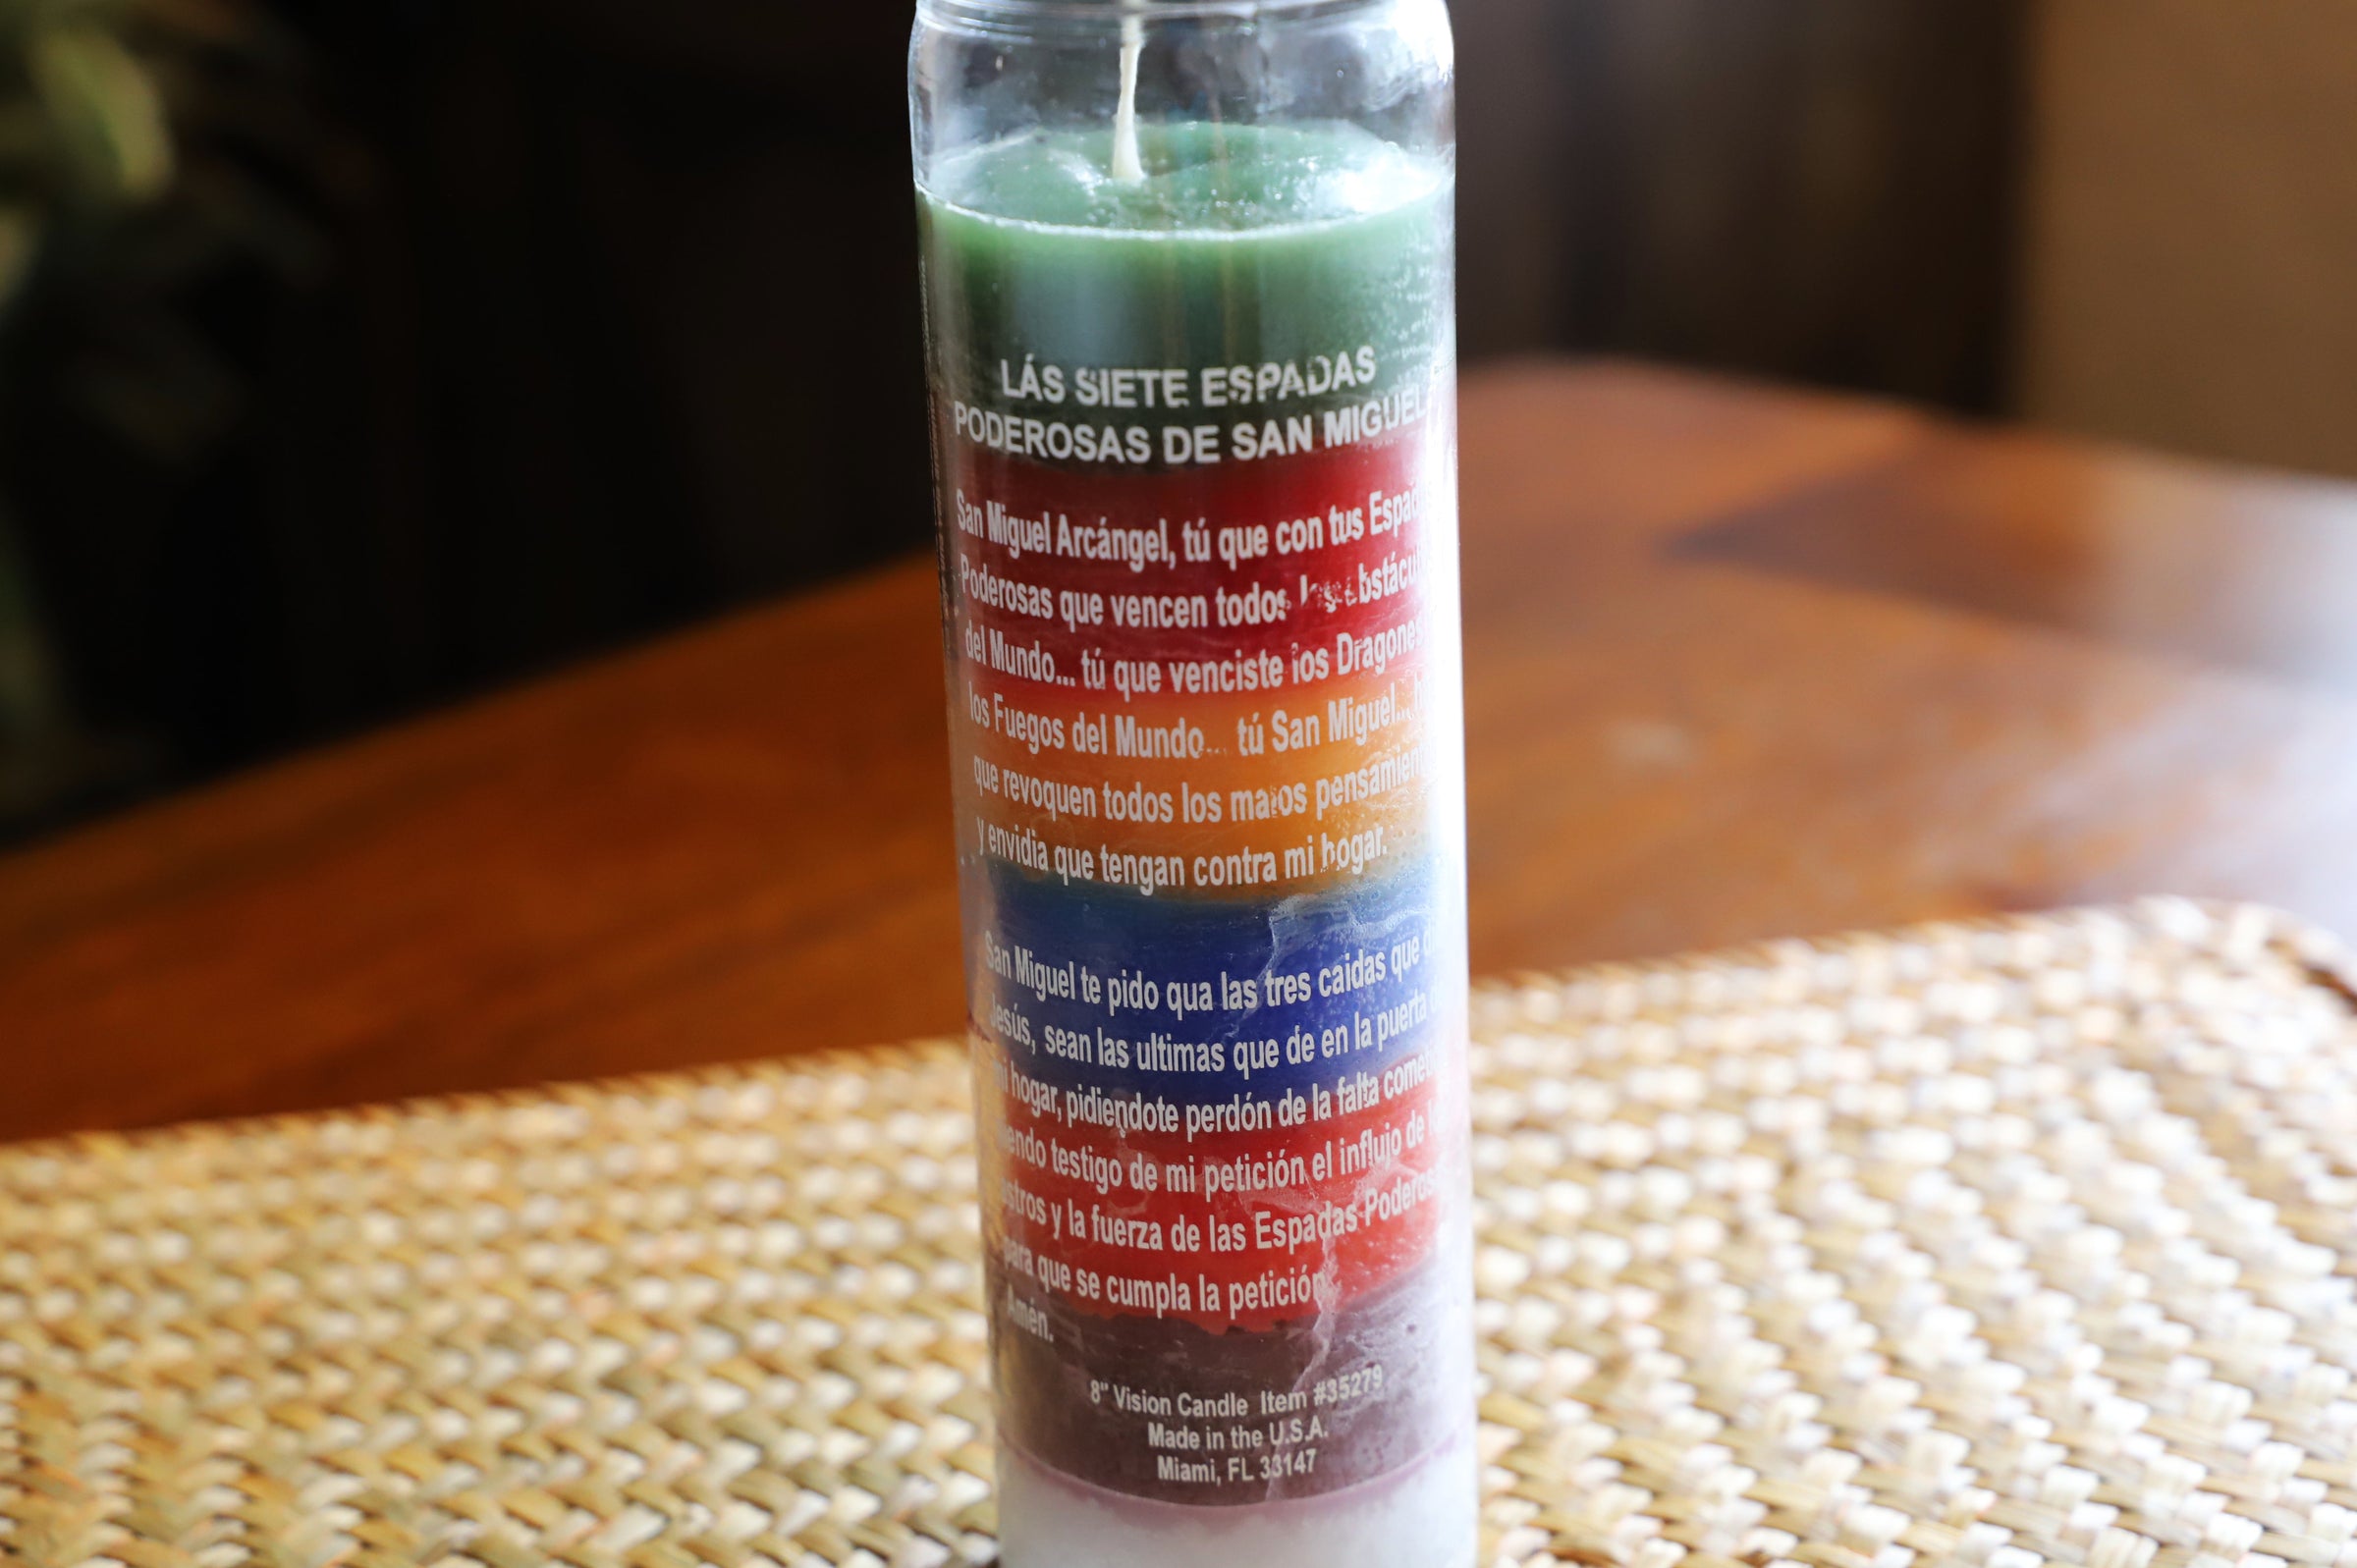 LÁS SIETE ESPADAS
PODEROSAS DE SAN MIGUEL
San Miguel Arcángel, tú que con tus
Poderosas que vencen todos
del Mundo... tú que venciste los Dragones
los Fuegos del Mundo... tú San Miguel...
que revoquen todos los malos
y envidia que tengan contra mi hogar.
San Miguel te pido qua las tres caidas que
Jesús, sean las ultimas que de en la puerta
hogar, pidiendote perdón de la falta
testigo de mi petición el influjo de
y la fuerza de las Espadas
para que se cumpla la petición
Amén.
8" Vision Candle Item #35279
Made in the U.S.A.
Miami, FL 33147